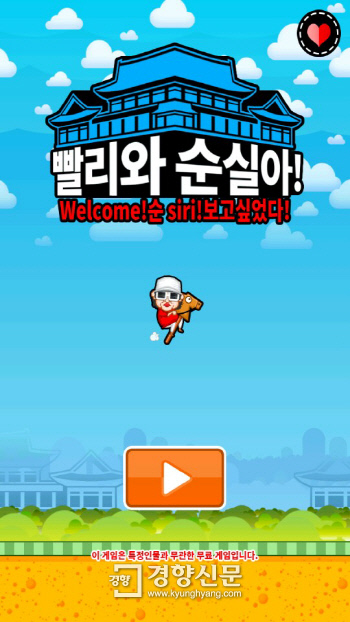 빨리와 순실아!
Welcome!순 siri!보고싶었다!
이 게임은 특정인물과 무관한 무료 게임입니다.
경향 경향신문
www.kyunghyang.com